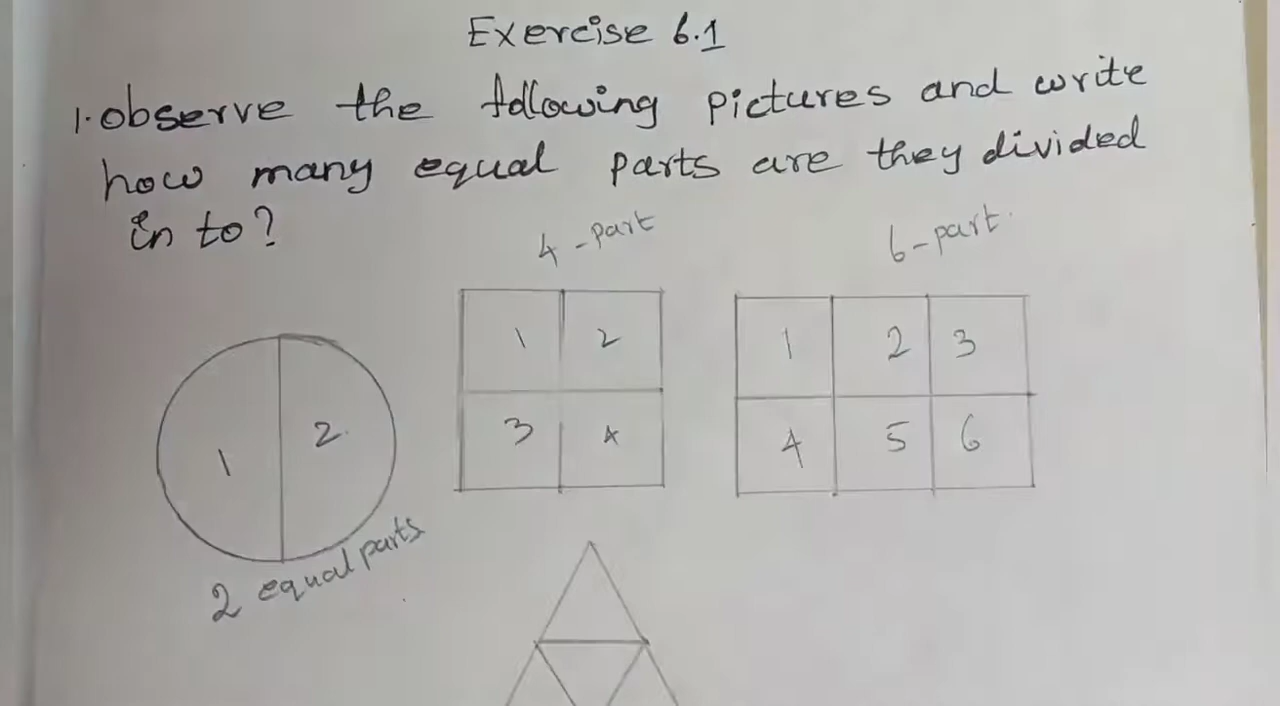 Exercise 6.1
1. observe the following pictures and write
how many equal parts are they divided
in to?
4 - part
6 - part.
1 2
3 4
1 2 3
4 5 6
1 2.
2 equal parts